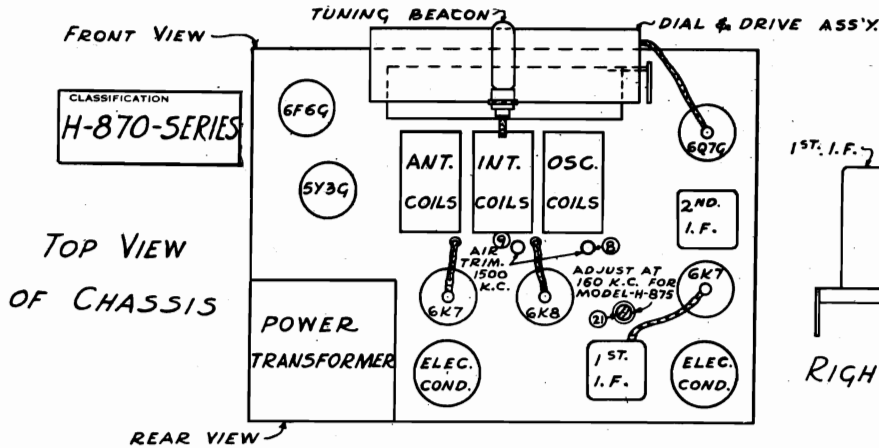 TUNING BEACON
FRONT VIEW
DIAL & DRIVE ASS'Y.
CLASSIFICATION
H-870-SERIES
6F6G
5Y3G
6Q7G
ANT.
COILS
INT.
COILS
OSC.
COILS
2ND.
I.F.
1ST. I.F.
TOP VIEW
OF CHASSIS
9
AIR
TRIM.
1500
K.C.
8
ADJUST AT
160 K.C. FOR
MODEL-H-875
21
6K7
6K8
6K7
POWER
TRANSFORMER
ELEC.
COND.
1ST
I.F.
ELEC.
COND.
RIGH
REAR VIEW